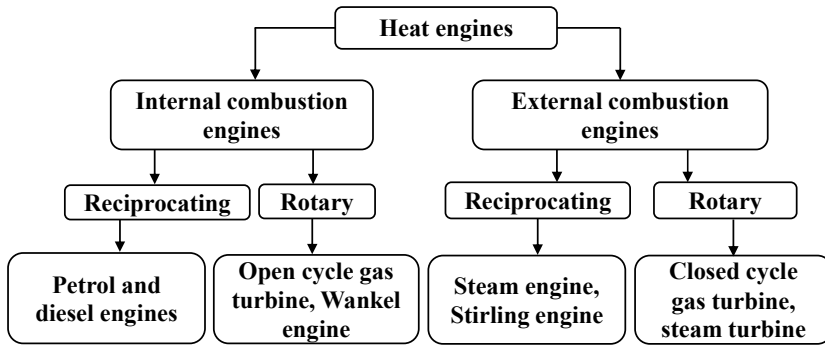 Heat engines
Internal combustion
engines
External combustion
engines
Reciprocating
Rotary
Reciprocating
Rotary
Petrol and
diesel engines
Open cycle gas
turbine, Wankel
engine
Steam engine,
Stirling engine
Closed cycle
gas turbine,
steam turbine